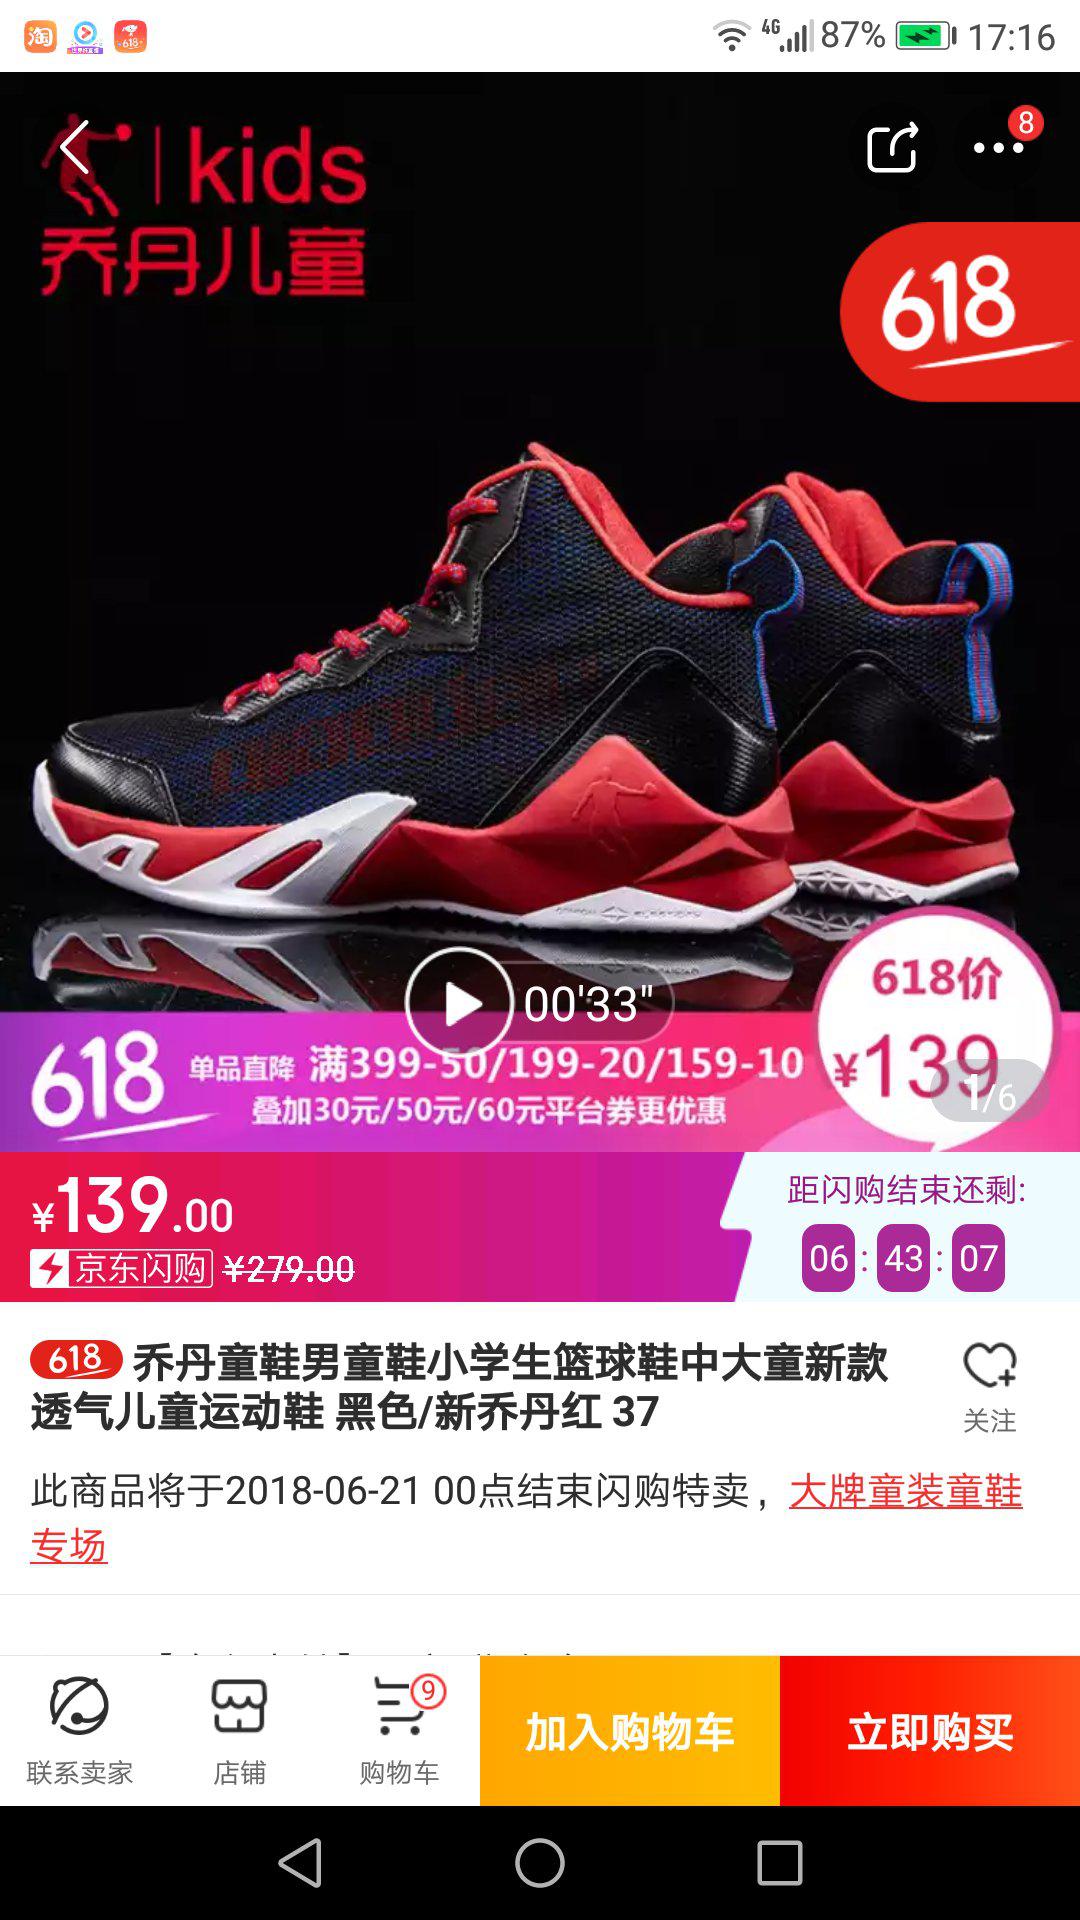 淘
618
4G
87%
17:16
kids
8
乔丹儿童
618
00'33"
618价
¥139
1/6
618
单品直降 满399-50/199-20/159-10
叠加30元/50元/60元平台券更优惠
¥139.00
距闪购结束还剩:
京东闪购 ¥279.00
06 : 43 : 07
618 乔丹童鞋男童鞋小学生篮球鞋中大童新款
透气儿童运动鞋 黑色/新乔丹红 37
关注
此商品将于2018-06-21 00点结束闪购特卖，大牌童装童鞋
专场
9
联系卖家
店铺
购物车
加入购物车
立即购买